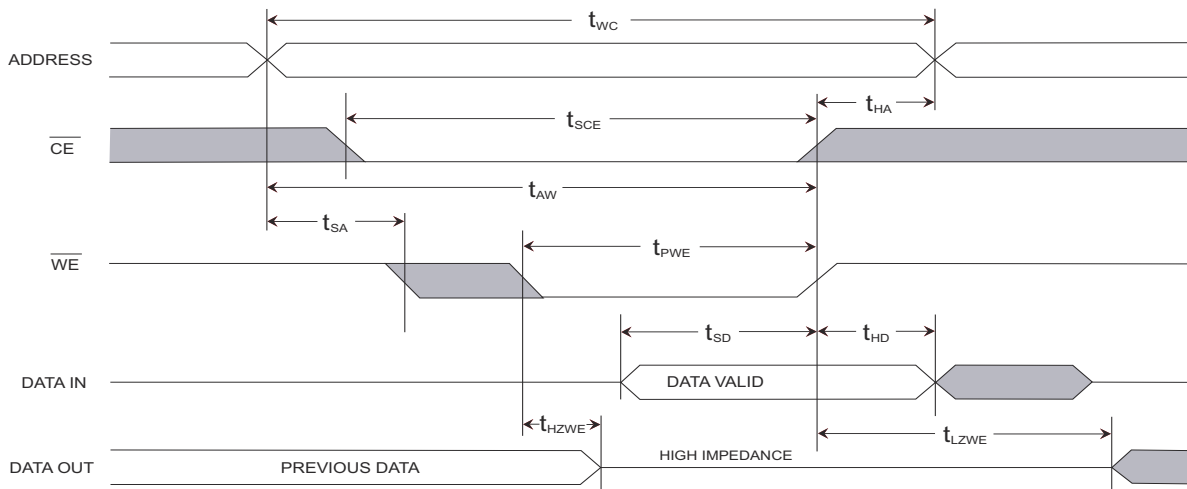 tWC
ADDRESS
tHA
tSCE
CE
tAW
tSA
tPWE
WE
tSD
tHD
DATA IN
DATA VALID
tHZWE
tLZWE
DATA OUT
PREVIOUS DATA
HIGH IMPEDANCE